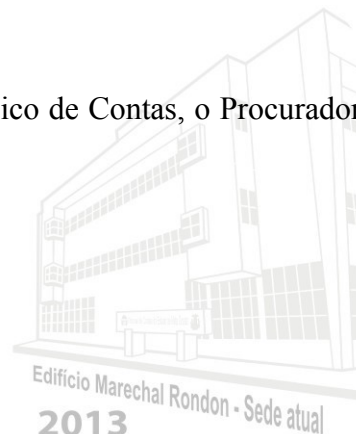 ico de Contas, o Procurador
Edifício Marechal Rondon - Sede atual
2013